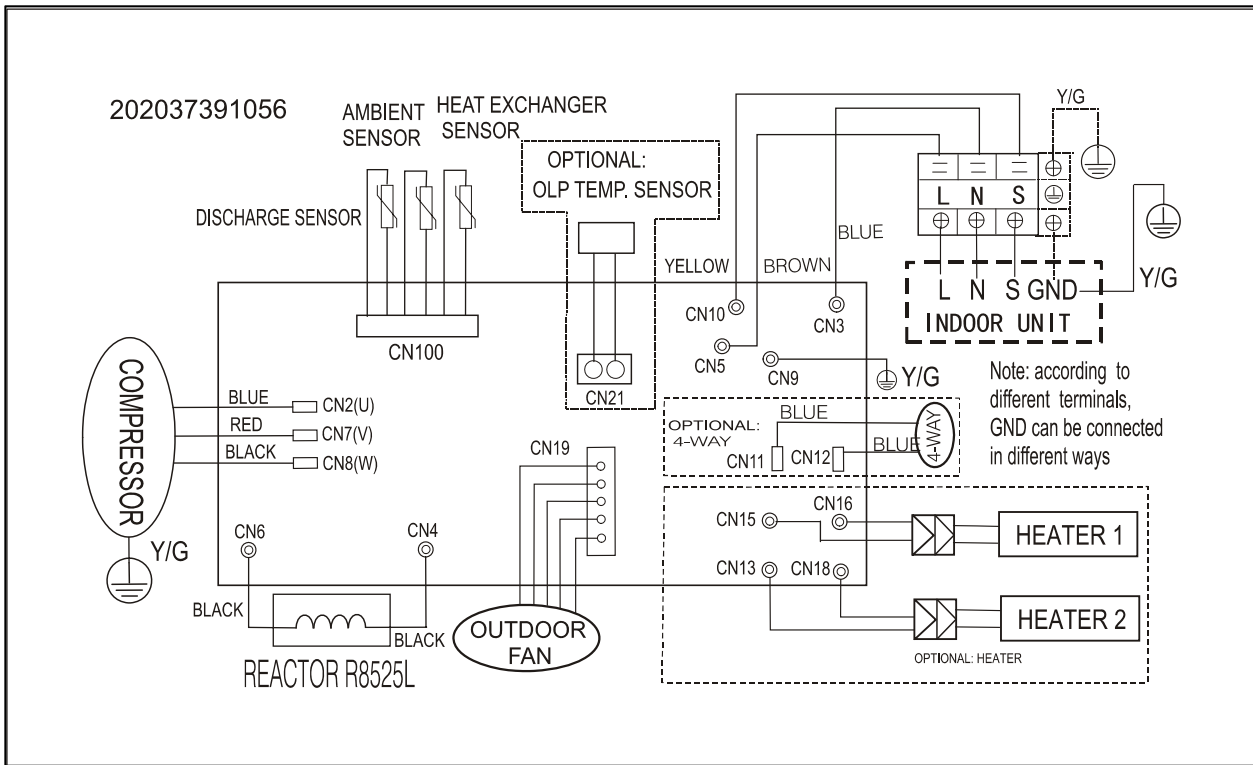 202037391056
AMBIENT
SENSOR
HEAT EXCHANGER
SENSOR
DISCHARGE SENSOR
OPTIONAL:
OLP TEMP. SENSOR
Y/G
L N S
BLUE
YELLOW
BROWN
Y/G
L N S GND
INDOOR UNIT
CN10
CN3
CN5
CN9
Y/G
CN100
CN21
Note: according to
different terminals,
GND can be connected
in different ways
COMPRESSOR
BLUE
CN2(U)
RED
CN7(V)
BLACK
CN8(W)
Y/G
OPTIONAL:
4-WAY
BLUE
BLUE
CN11
CN12
4-WAY
CN19
CN6
CN4
CN15
CN16
HEATER 1
CN13
CN18
HEATER 2
OPTIONAL: HEATER
BLACK
BLACK
REACTOR R8525L
OUTDOOR
FAN